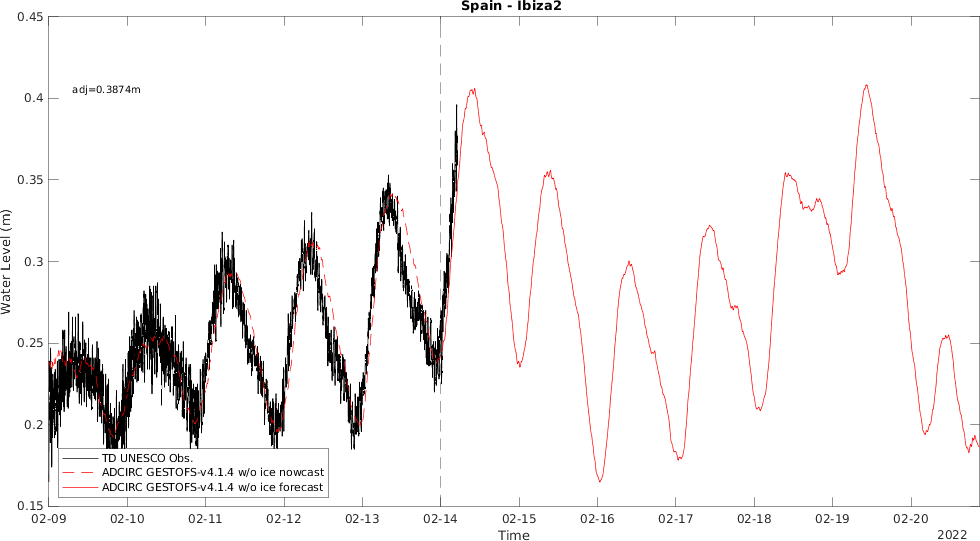 Spain - Ibiza2
0.45
adj=0.3874m
0.4
0.35
0.3
0.25
0.2
0.15
Water Level (m)
TD UNESCO Obs.
ADCIRC GESTOFS-v4.1.4 w/o ice nowcast
ADCIRC GESTOFS-v4.1.4 w/o ice forecast
02-09 02-10 02-11 02-12 02-13 02-14 02-15 02-16 02-17 02-18 02-19 02-20
Time
2022